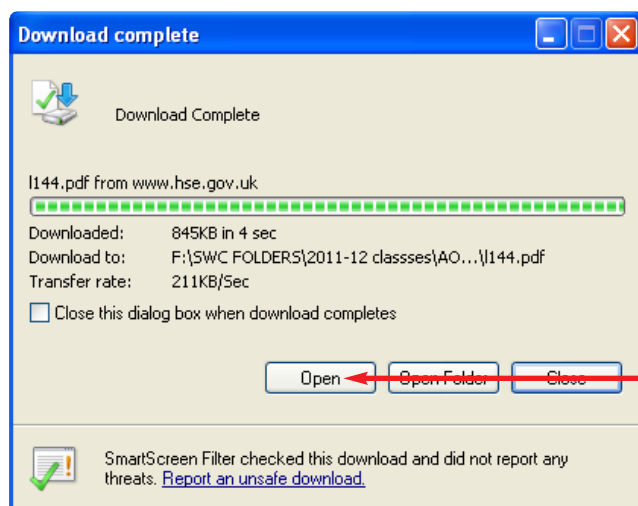 Download complete
Download Complete
l144.pdf from www.hse.gov.uk
Downloaded: 845KB in 4 sec
Download to: F:\SWC FOLDERS\2011-12 classses\AO...\l144.pdf
Transfer rate: 211KB/Sec
Close this dialog box when download completes
Open Open Folder Close
SmartScreen Filter checked this download and did not report any
threats. Report an unsafe download.